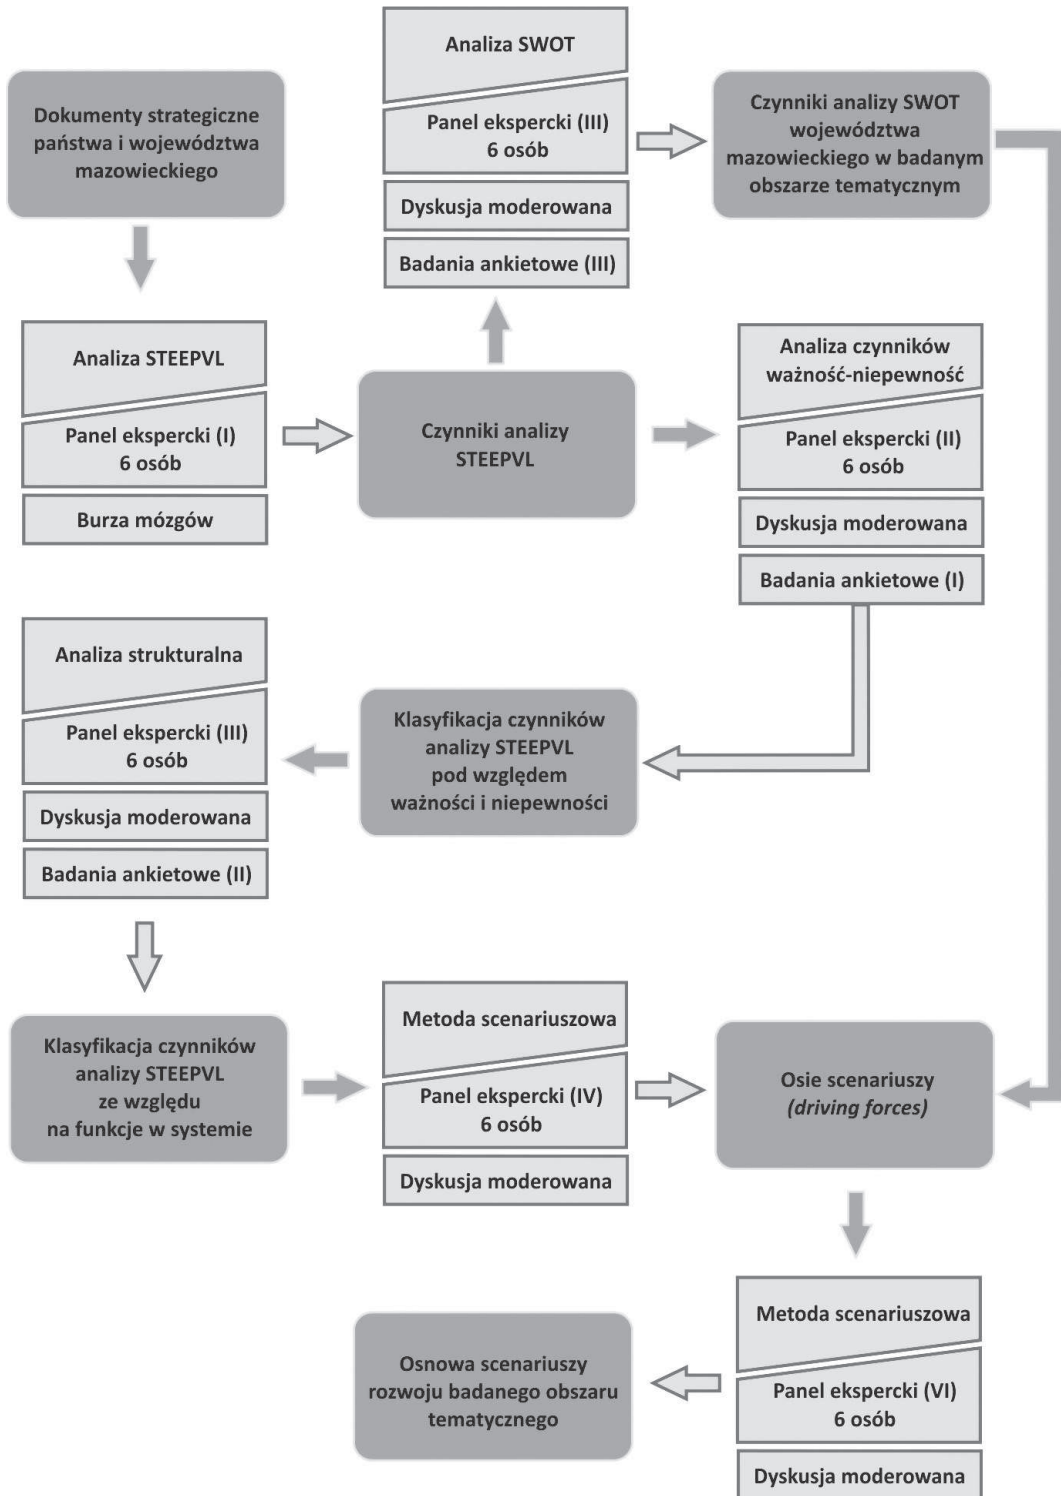 Dokumenty strategiczne
państwa i województwa
mazowieckiego
Analiza SWOT
Panel ekspercki (III)
6 osób
Dyskusja moderowana
Badania ankietowe (III)
Czynniki analizy SWOT
województwa
mazowieckiego w badanym
obszarze tematycznym
Analiza STEEPVL
Panel ekspercki (I)
6 osób
Burza mózgów
Czynniki analizy
STEEPVL
Analiza czynników
ważność-niepewność
Panel ekspercki (II)
6 osób
Dyskusja moderowana
Badania ankietowe (I)
Analiza strukturalna
Panel ekspercki (III)
6 osób
Dyskusja moderowana
Badania ankietowe (II)
Klasyfikacja czynników
analizy STEEPVL
pod względem
ważności i niepewności
Klasyfikacja czynników
analizy STEEPVL
ze względu
na funkcje w systemie
Metoda scenariuszowa
Panel ekspercki (IV)
6 osób
Dyskusja moderowana
Osie scenariuszy
(driving forces)
Osnowa scenariuszy
rozwoju badanego obszaru
tematycznego
Metoda scenariuszowa
Panel ekspercki (VI)
6 osób
Dyskusja moderowana